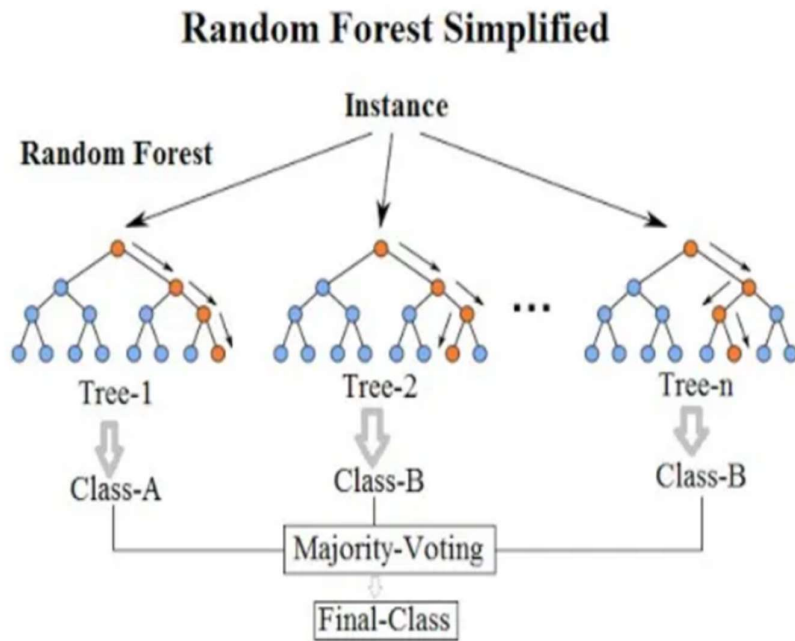 Random Forest Simplified
Instance
Random Forest
...
Tree-1
Tree-2
Tree-n
Class-A
Class-B
Class-B
Majority-Voting
Final-Class